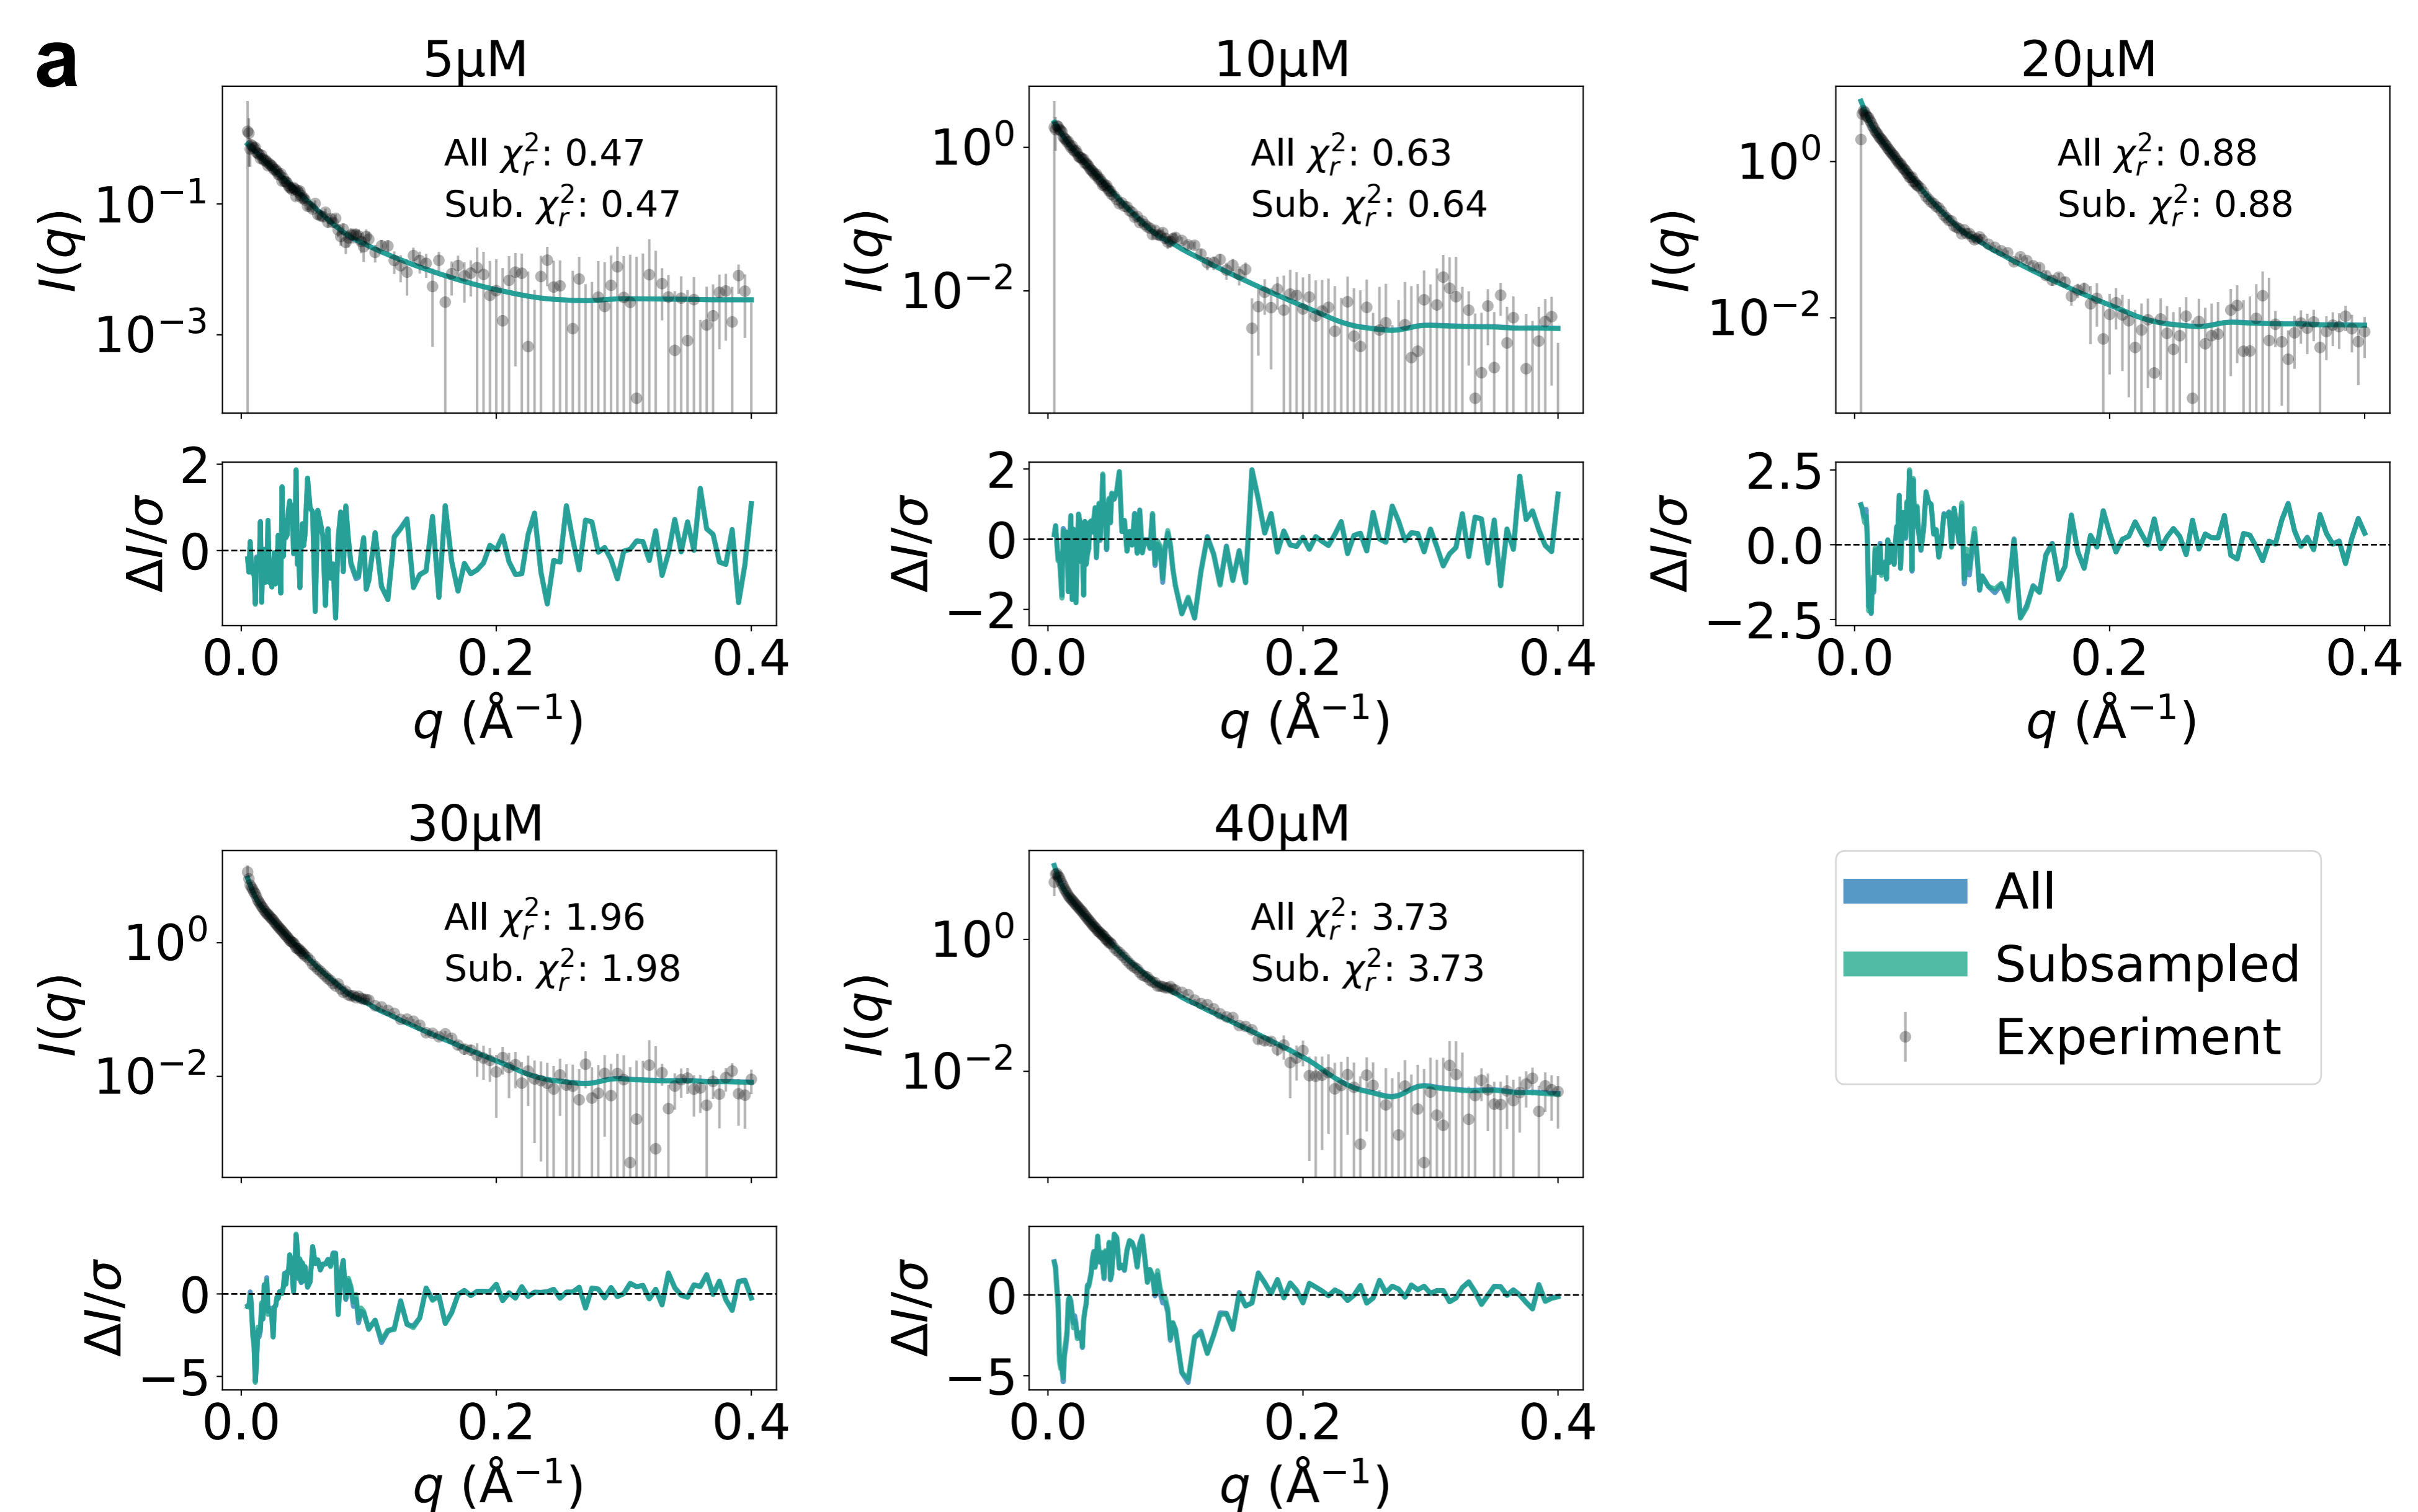 a
5μM
10μM
20μM
All χ²ᵣ: 0.47
Sub. χ²ᵣ: 0.47
I(q)
10⁻¹
10⁻³
All χ²ᵣ: 0.63
Sub. χ²ᵣ: 0.64
I(q)
10⁰
10⁻²
All χ²ᵣ: 0.88
Sub. χ²ᵣ: 0.88
I(q)
10⁰
10⁻²
ΔI/σ
2
0
0.0 0.2 0.4
q (Å⁻¹)
ΔI/σ
2
0
−2
0.0 0.2 0.4
q (Å⁻¹)
ΔI/σ
2.5
0.0
−2.5
0.0 0.2 0.4
q (Å⁻¹)
30μM
40μM
All χ²ᵣ: 1.96
Sub. χ²ᵣ: 1.98
I(q)
10⁰
10⁻²
All χ²ᵣ: 3.73
Sub. χ²ᵣ: 3.73
I(q)
10⁰
10⁻²
All
Subsampled
Experiment
ΔI/σ
0
−5
0.0 0.2 0.4
q (Å⁻¹)
ΔI/σ
0
−5
0.0 0.2 0.4
q (Å⁻¹)